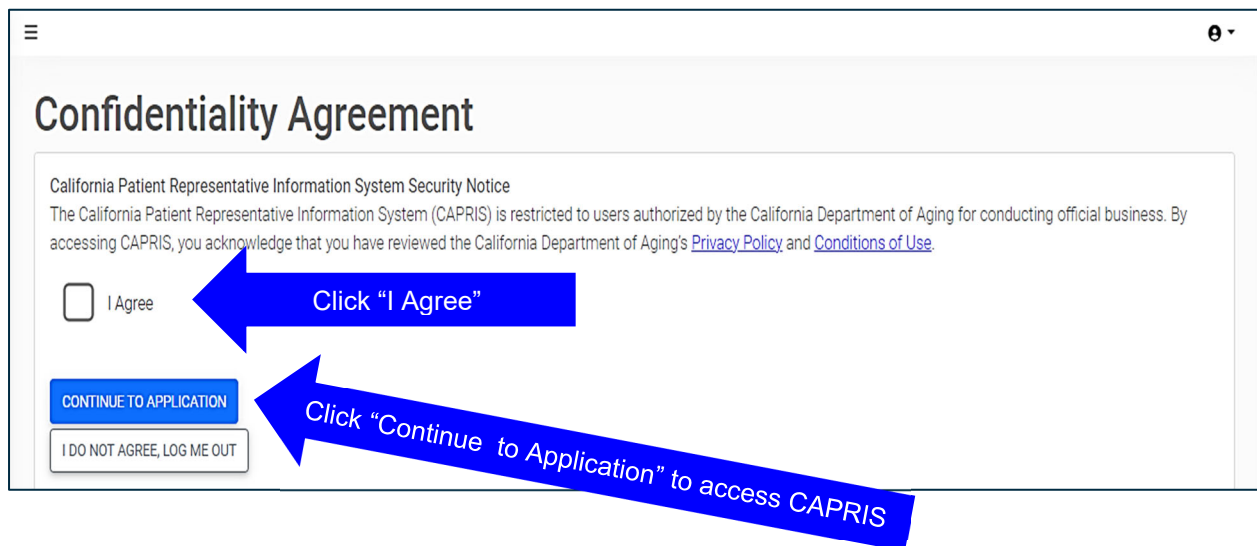 Confidentiality Agreement
California Patient Representative Information System Security Notice
The California Patient Representative Information System (CAPRIS) is restricted to users authorized by the California Department of Aging for conducting official business. By
accessing CAPRIS, you acknowledge that you have reviewed the California Department of Aging's Privacy Policy and Conditions of Use.
I Agree
Click “I Agree”
CONTINUE TO APPLICATION
Click “Continue to Application” to access CAPRIS
I DO NOT AGREE, LOG ME OUT